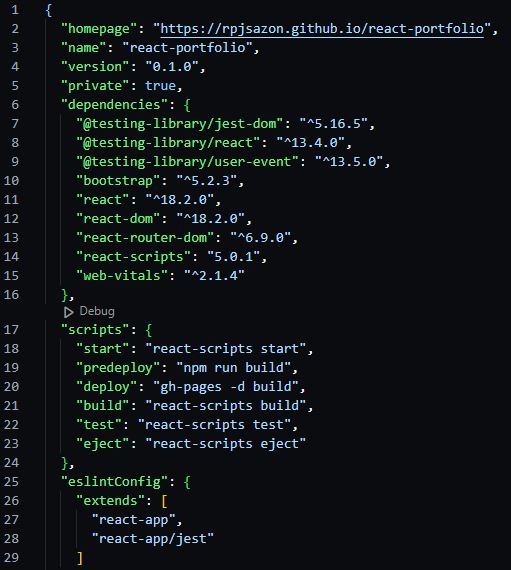 1 {
2 "homepage": "https://rpjsazon.github.io/react-portfolio",
3 "name": "react-portfolio",
4 "version": "0.1.0",
5 "private": true,
6 "dependencies": {
7 "@testing-library/jest-dom": "^5.16.5",
8 "@testing-library/react": "^13.4.0",
9 "@testing-library/user-event": "^13.5.0",
10 "bootstrap": "^5.2.3",
11 "react": "^18.2.0",
12 "react-dom": "^18.2.0",
13 "react-router-dom": "^6.9.0",
14 "react-scripts": "5.0.1",
15 "web-vitals": "^2.1.4"
16 },
Debug
17 "scripts": {
18 "start": "react-scripts start",
19 "predeploy": "npm run build",
20 "deploy": "gh-pages -d build",
21 "build": "react-scripts build",
22 "test": "react-scripts test",
23 "eject": "react-scripts eject"
24 },
25 "eslintConfig": {
26 "extends": [
27 "react-app",
28 "react-app/jest"
29 ]